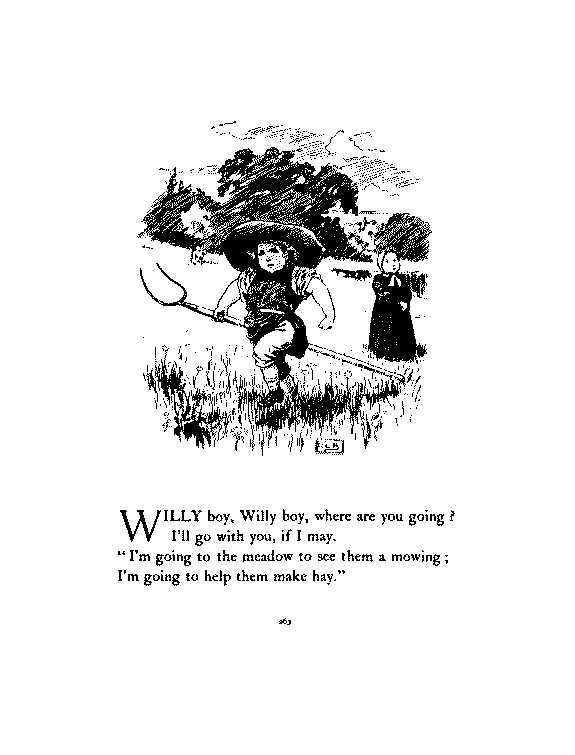 WILLY boy, Willy boy, where are you going?
I'll go with you, if I may.
"I'm going to the meadow to see them a mowing;
I'm going to help them make hay."
263